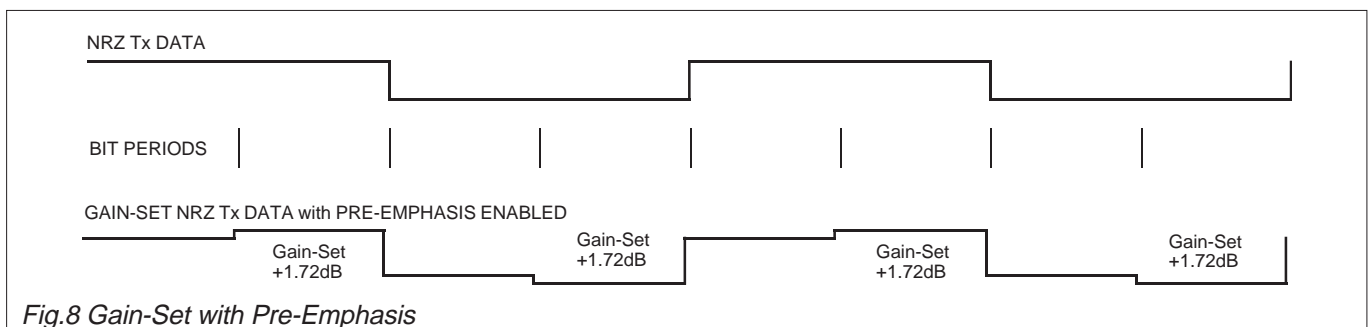 NRZ Tx DATA
BIT PERIODS
GAIN-SET NRZ Tx DATA with PRE-EMPHASIS ENABLED
Gain-Set
+1.72dB
Gain-Set
+1.72dB
Gain-Set
+1.72dB
Gain-Set
+1.72dB
Fig.8 Gain-Set with Pre-Emphasis